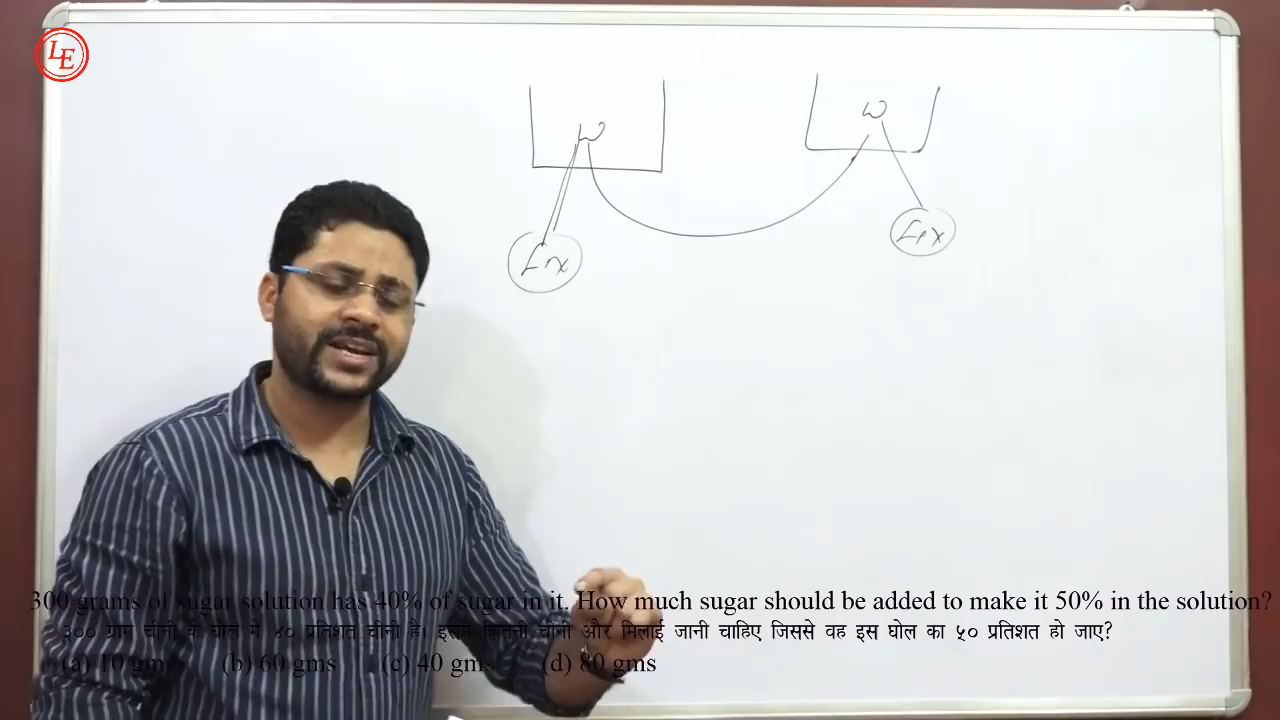 LE
W
W
Fix
Fix
300 grams of sugar solution has 40% of sugar in it. How much sugar should be added to make it 50% in the solution?
३०० ग्राम चीनी के घोल में ४० प्रतिशत चीनी है। इसमें कितनी चीनी और मिलाई जानी चाहिए जिससे वह इस घोल का ५० प्रतिशत हो जाए?
(a) 10 gm (b) 60 gms (c) 40 gms (d) 80 gms